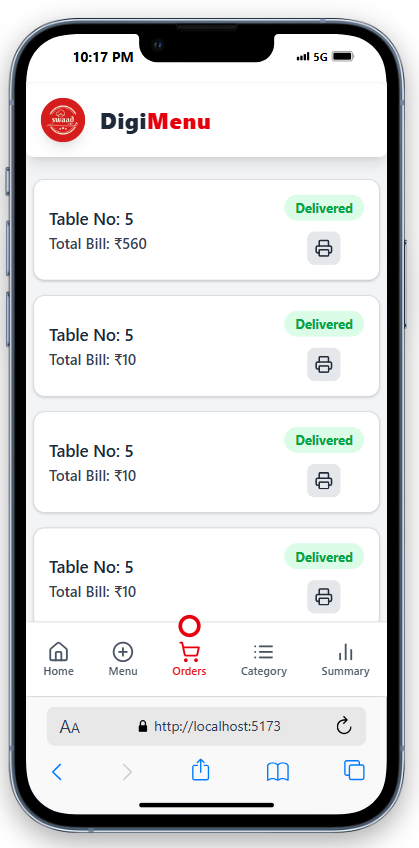 10:17 PM
5G
swaad
DigiMenu
Table No: 5
Delivered
Total Bill: ₹560
Table No: 5
Delivered
Total Bill: ₹10
Table No: 5
Delivered
Total Bill: ₹10
Table No: 5
Delivered
Total Bill: ₹10
Home
Menu
Orders
Category
Summary
AA
http://localhost:5173